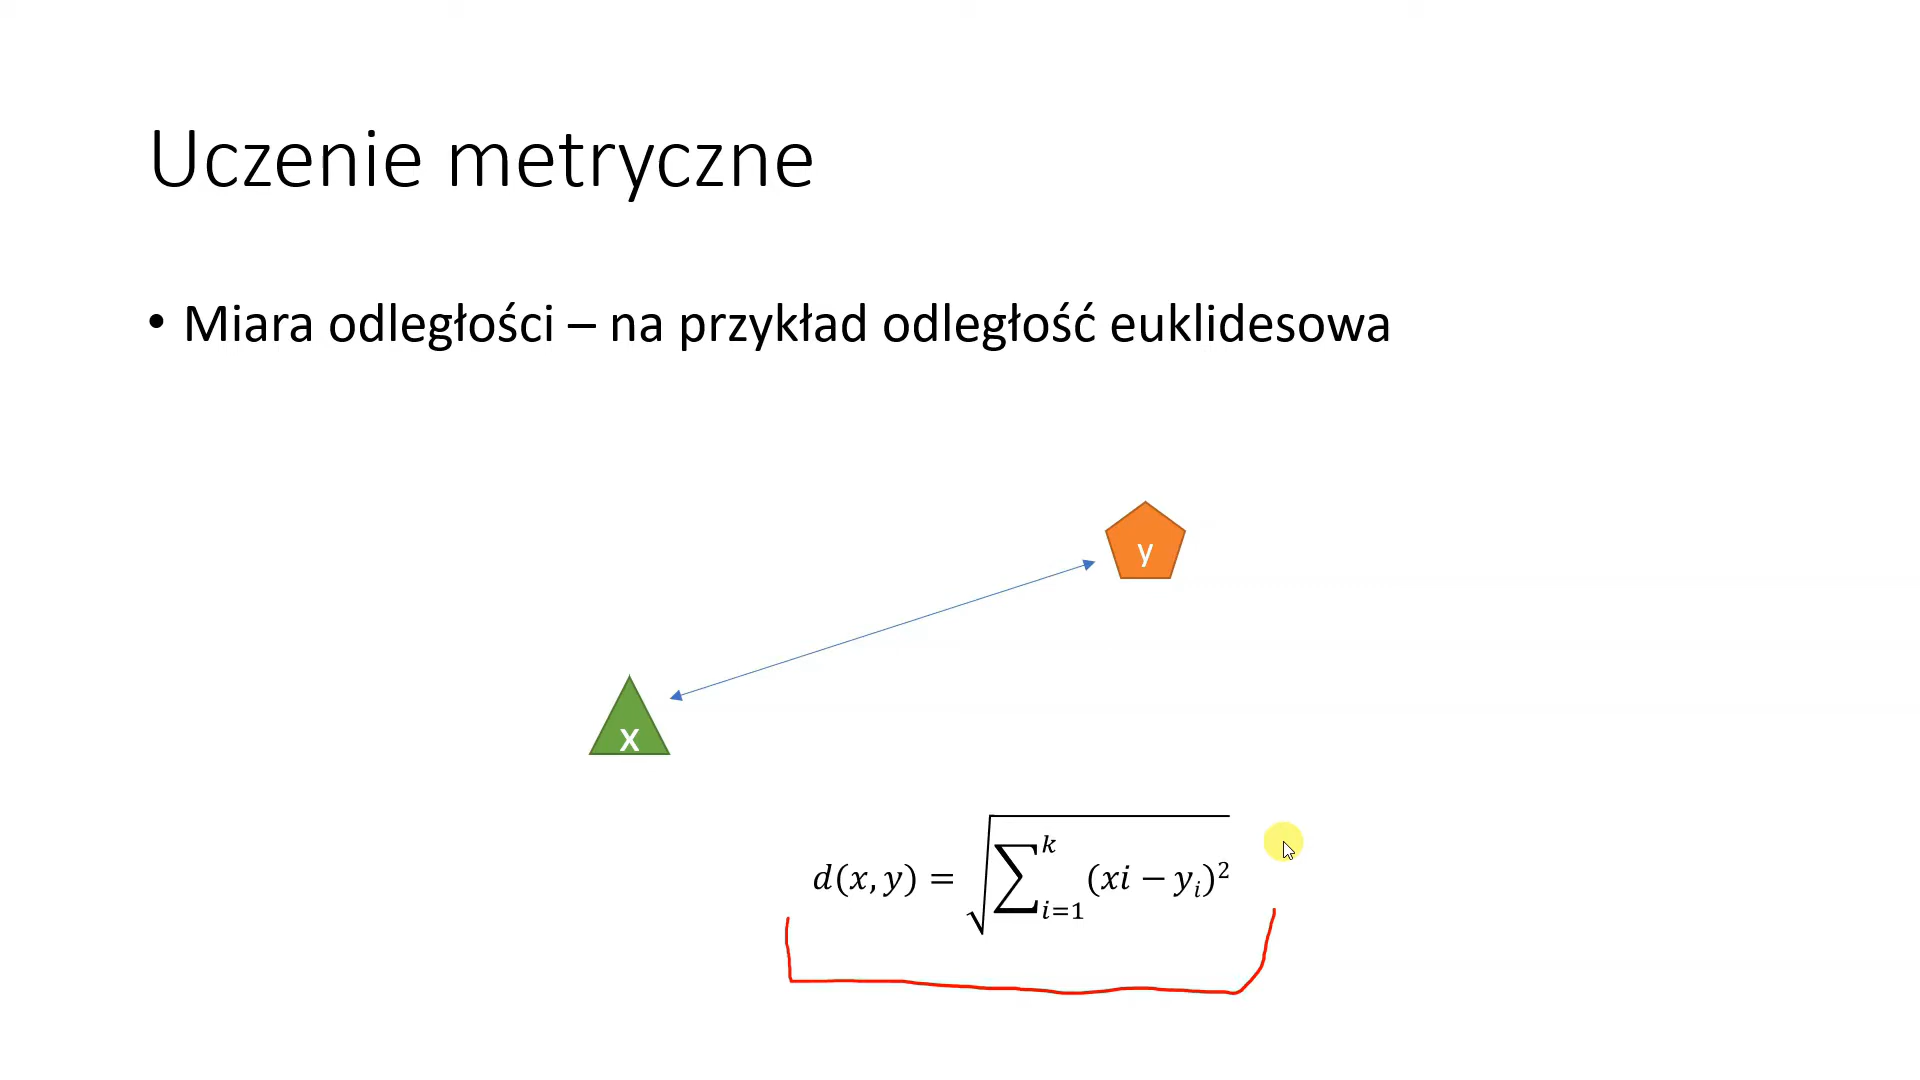 Uczenie metryczne
• Miara odległości – na przykład odległość euklidesowa
y
x
d(x, y) = √∑_{i=1}^{k} (xi − y_i)²